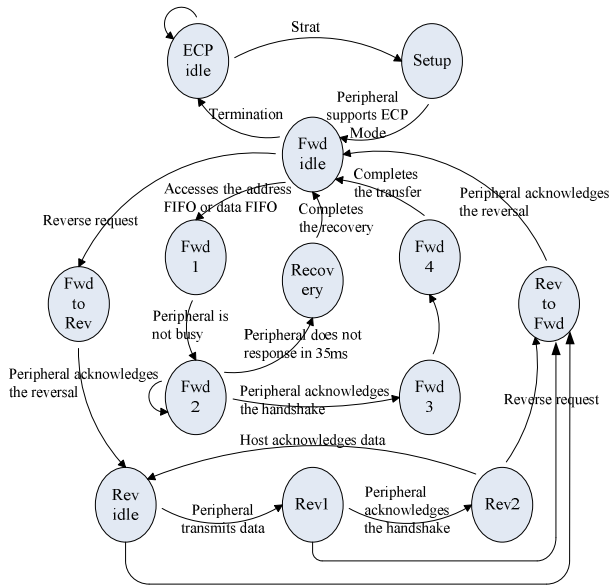 Strat
ECP
idle
Setup
Peripheral
supports ECP
Mode
Termination
Fwd
idle
Accesses the address
FIFO or data FIFO
Completes
the transfer
Peripheral acknowledges
the reversal
Reverse request
Completes
the recovery
Fwd
1
Fwd
4
Recov
ery
Fwd
to
Rev
Rev
to
Fwd
Peripheral is
not busy
Peripheral does not
response in 35ms
Peripheral acknowledges
the reversal
Fwd
2
Peripheral acknowledges
the handshake
Fwd
3
Reverse request
Host acknowledges data
Rev
idle
Peripheral
transmits data
Rev1
Peripheral
acknowledges
the handshake
Rev2